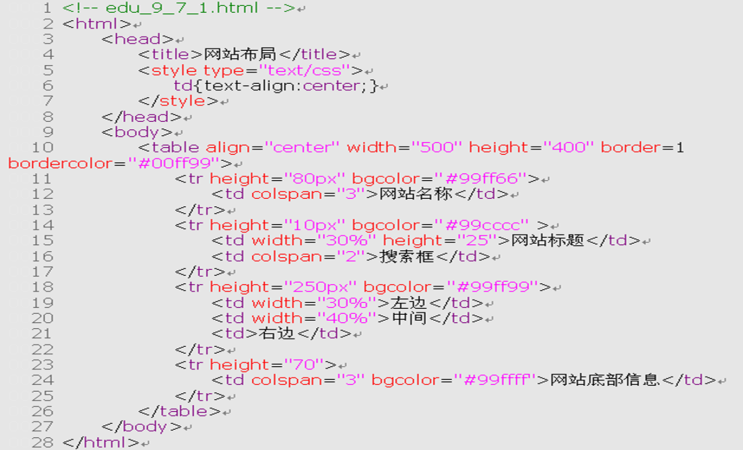 1 <!-- edu_9_7_1.html -->↵
2 <html>↵
3 <head>↵
4 <title>网站布局</title>↵
5 <style type="text/css">↵
6 td{text-align:center;}↵
7 </style>↵
8 </head>↵
9 <body>↵
10 <table align="center" width="500" height="400" border=1
bordercolor="#00ff99">↵
11 <tr height="80px" bgcolor="#99ff66">↵
12 <td colspan="3">网站名称</td>↵
13 </tr>↵
14 <tr height="10px" bgcolor="#99cccc" >↵
15 <td width="30%" height="25">网站标题</td>↵
16 <td colspan="2">搜索框</td>↵
17 </tr>↵
18 <tr height="250px" bgcolor="#99ff99">↵
19 <td width="30%">左边</td>↵
20 <td width="40%">中间</td>↵
21 <td>右边</td>↵
22 </tr>↵
23 <tr height="70">↵
24 <td colspan="3" bgcolor="#99ffff">网站底部信息</td>↵
25 </tr>↵
26 </table>↵
27 </body>↵
28 </html>↵